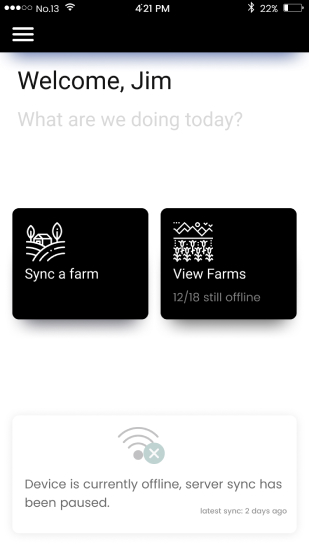 No.13 4:21 PM 22%
Welcome, Jim
What are we doing today?
Sync a farm
View Farms
12/18 still offline
Device is currently offline, server sync has
been paused.
latest sync: 2 days ago